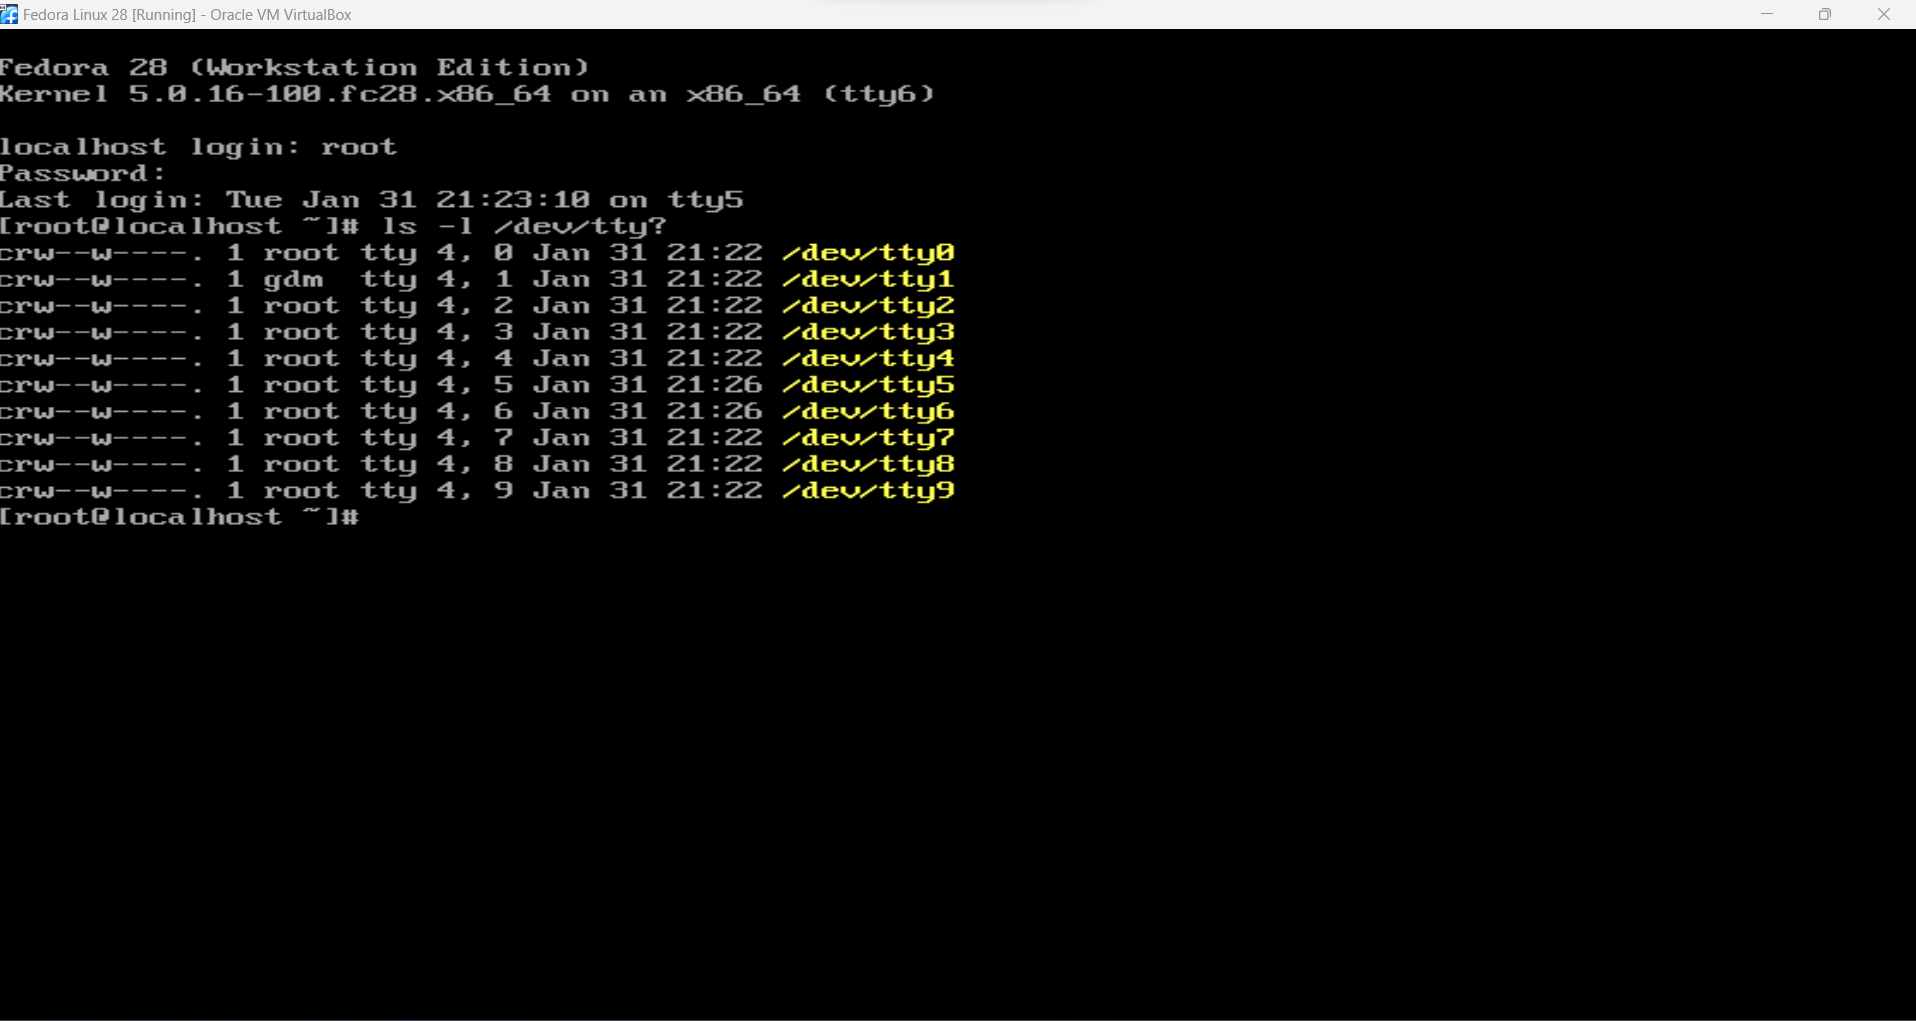 Fedora Linux 28 [Running] - Oracle VM VirtualBox
Fedora 28 (Workstation Edition)
Kernel 5.0.16-100.fc28.x86_64 on an x86_64 (tty6)
localhost login: root
Password:
Last login: Tue Jan 31 21:23:10 on tty5
[root@localhost ~]# ls -l /dev/tty?
crw--w----. 1 root tty 4, 0 Jan 31 21:22 /dev/tty0
crw--w----. 1 gdm  tty 4, 1 Jan 31 21:22 /dev/tty1
crw--w----. 1 root tty 4, 2 Jan 31 21:22 /dev/tty2
crw--w----. 1 root tty 4, 3 Jan 31 21:22 /dev/tty3
crw--w----. 1 root tty 4, 4 Jan 31 21:22 /dev/tty4
crw--w----. 1 root tty 4, 5 Jan 31 21:26 /dev/tty5
crw--w----. 1 root tty 4, 6 Jan 31 21:26 /dev/tty6
crw--w----. 1 root tty 4, 7 Jan 31 21:22 /dev/tty7
crw--w----. 1 root tty 4, 8 Jan 31 21:22 /dev/tty8
crw--w----. 1 root tty 4, 9 Jan 31 21:22 /dev/tty9
[root@localhost ~]#